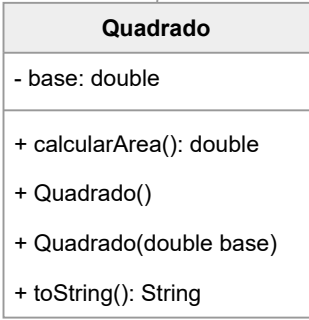 Quadrado
- base: double
+ calcularArea(): double
+ Quadrado()
+ Quadrado(double base)
+ toString(): String